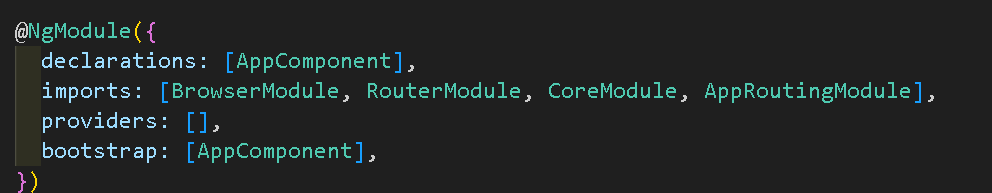 @NgModule({
declarations: [AppComponent],
imports: [BrowserModule, RouterModule, CoreModule, AppRoutingModule],
providers: [],
bootstrap: [AppComponent],
})